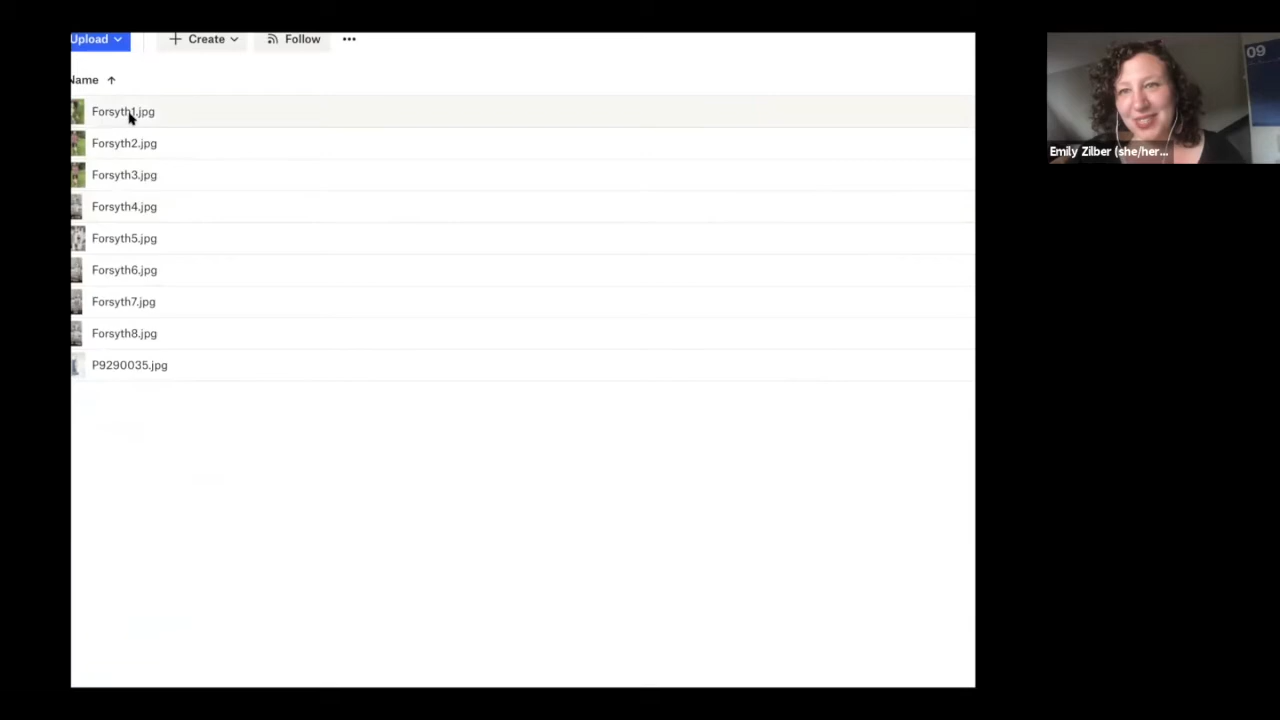 Upload
Create
Follow
Name
Forsyth1.jpg
Forsyth2.jpg
Forsyth3.jpg
Forsyth4.jpg
Forsyth5.jpg
Forsyth6.jpg
Forsyth7.jpg
Forsyth8.jpg
P9290035.jpg
09
Emily Zilber (she/her...